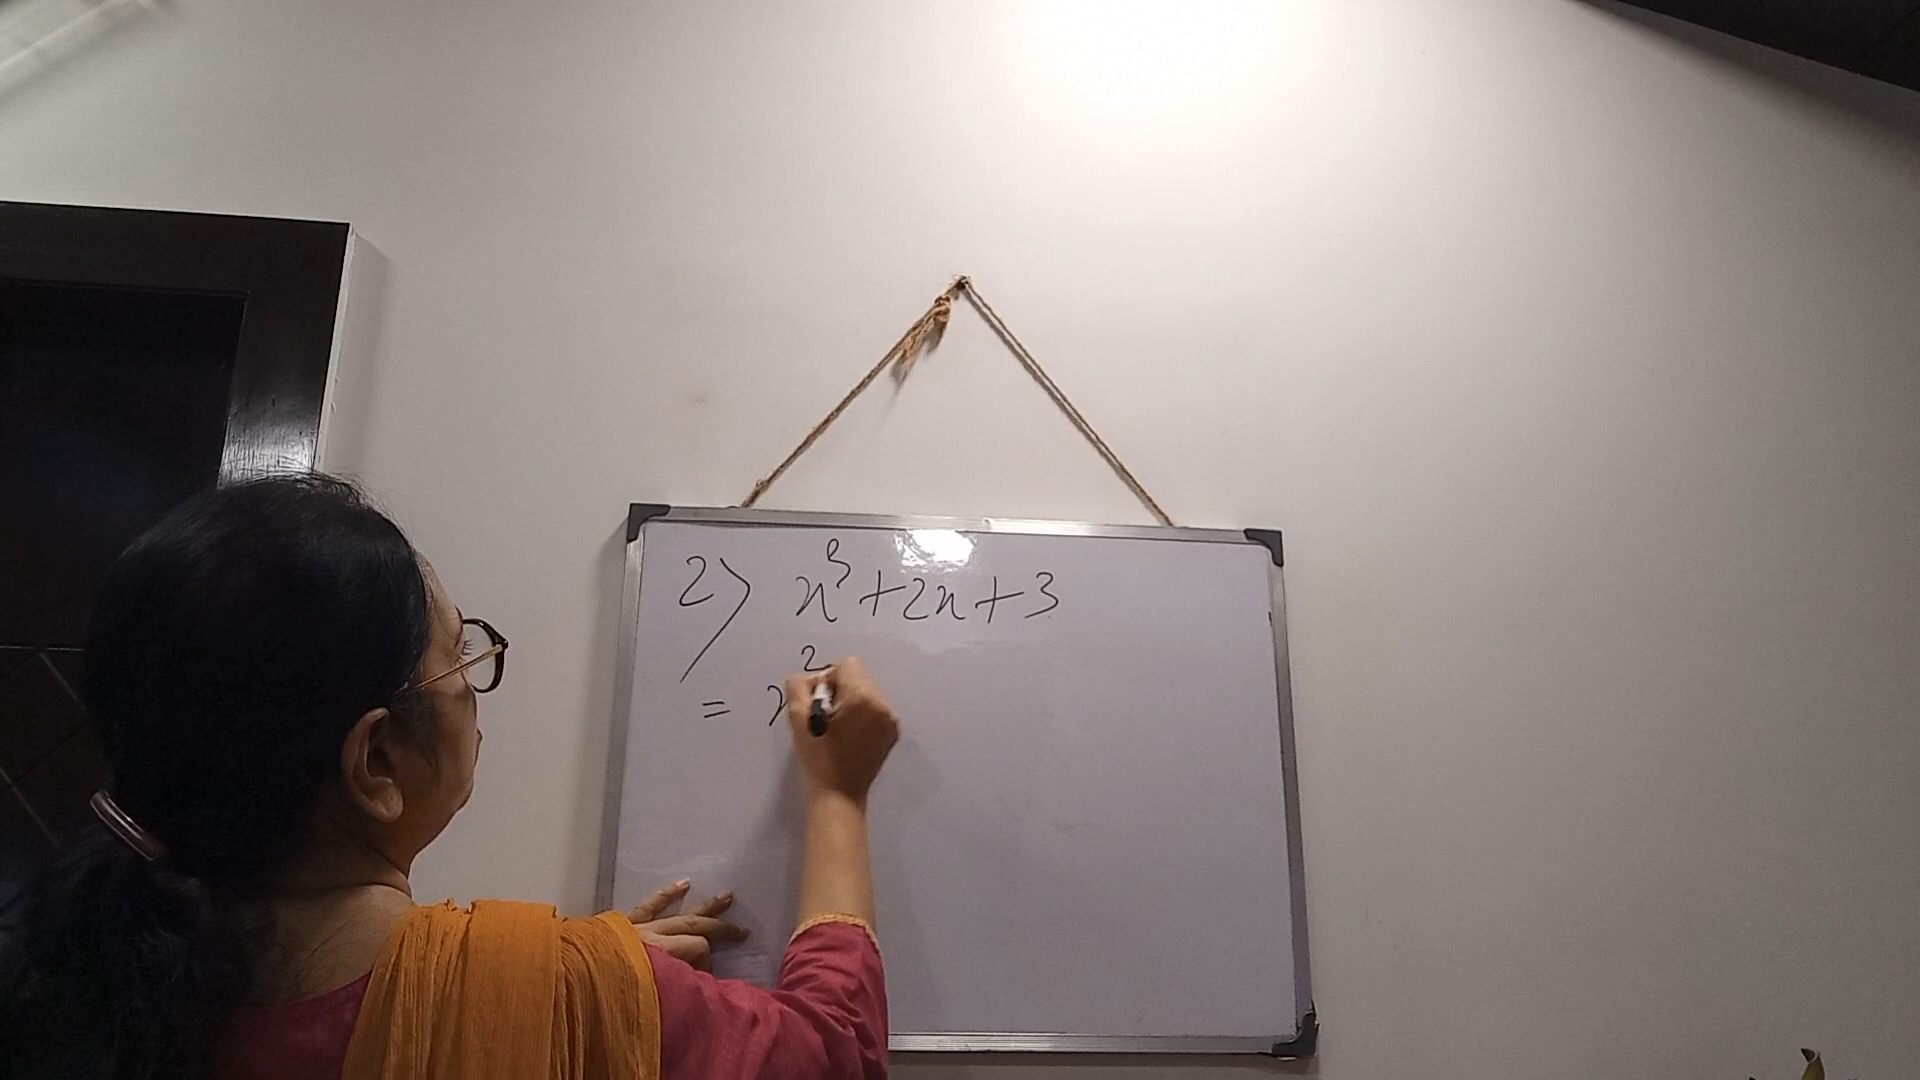 2) x³+2x+3
= x²